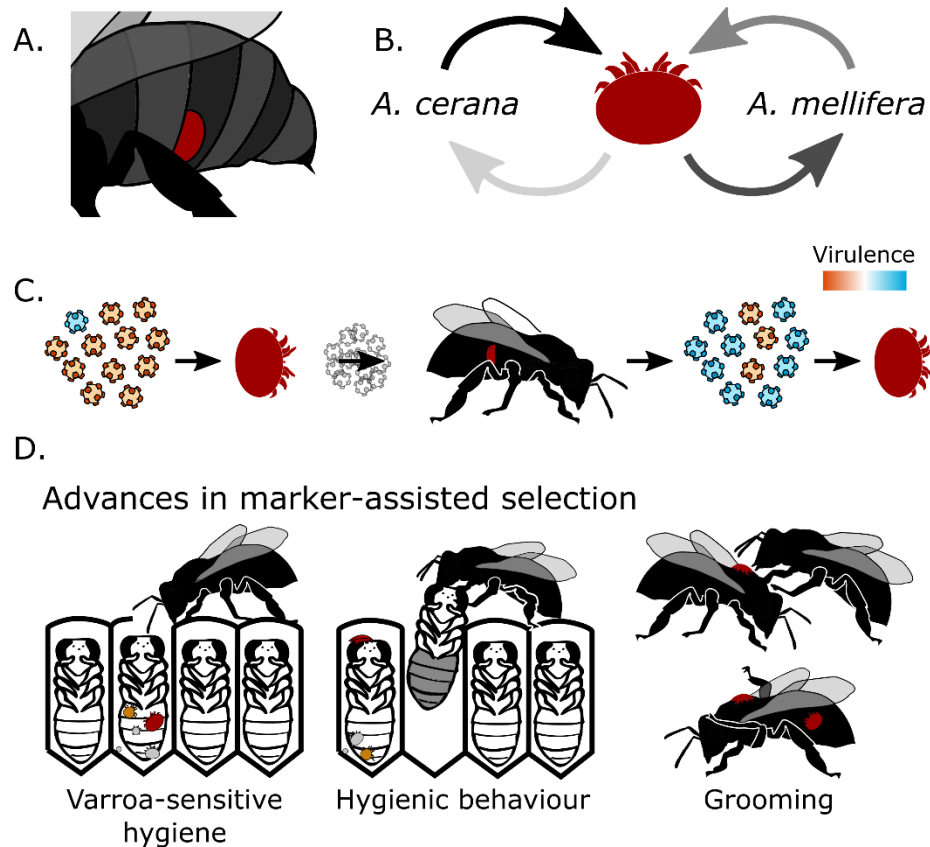 A.
B.
A. cerana
A. mellifera
C.
Virulence
D.
Advances in marker-assisted selection
Varroa-sensitive
hygiene
Hygienic behaviour
Grooming